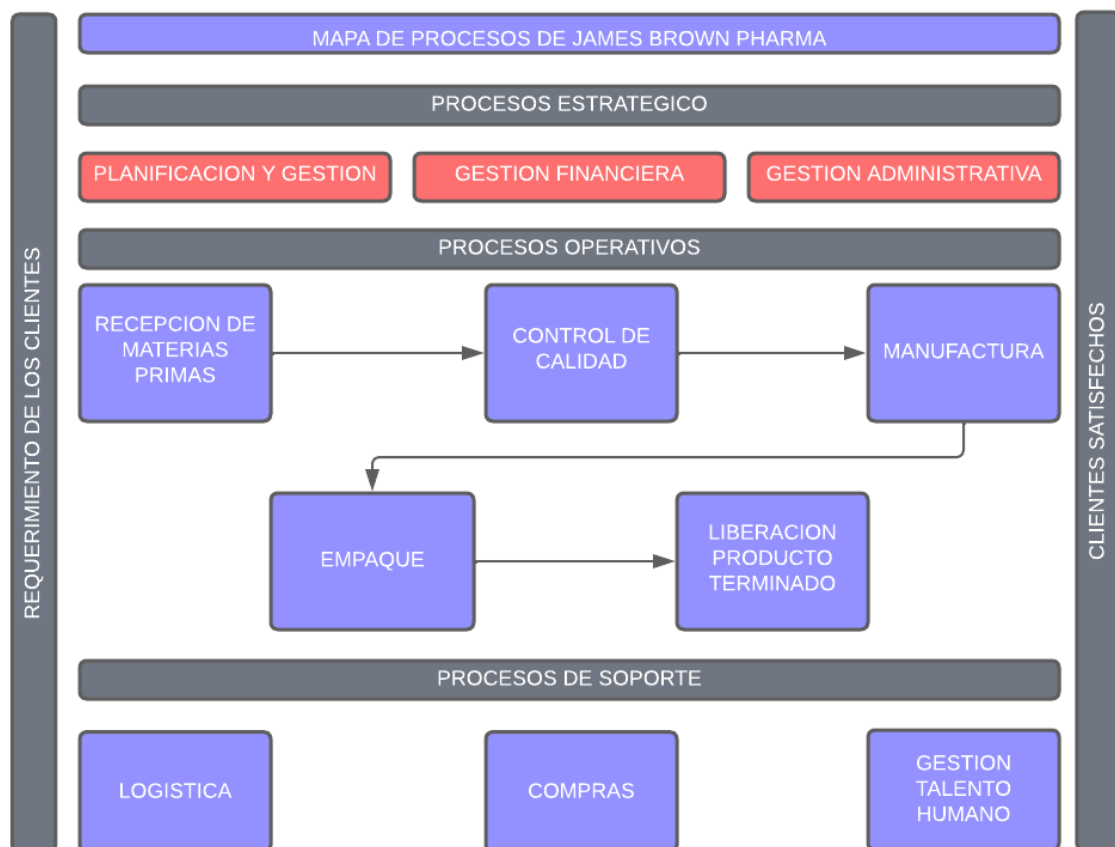 MAPA DE PROCESOS DE JAMES BROWN PHARMA
PROCESOS ESTRATEGICO
PLANIFICACION Y GESTION
GESTION FINANCIERA
GESTION ADMINISTRATIVA
REQUERIMIENTO DE LOS CLIENTES
PROCESOS OPERATIVOS
RECEPCION DE
MATERIAS
PRIMAS
CONTROL DE
CALIDAD
MANUFACTURA
EMPAQUE
LIBERACION
PRODUCTO
TERMINADO
CLIENTES SATISFECHOS
PROCESOS DE SOPORTE
LOGISTICA
COMPRAS
GESTION
TALENTO
HUMANO